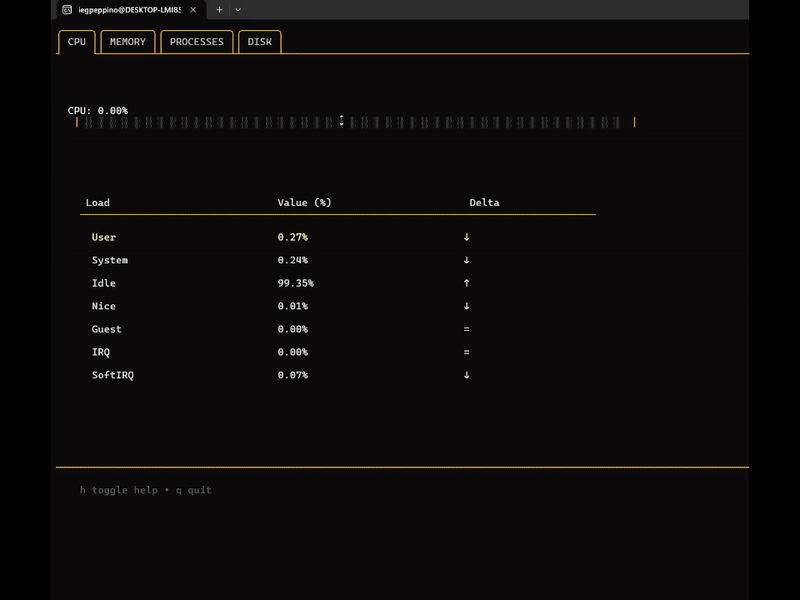 iegpeppino@DESKTOP-LMIB!
CPU MEMORY PROCESSES DISK
CPU: 0.00%
Load Value (%) Delta
User 0.27% ↓
System 0.24% ↓
Idle 99.35% ↑
Nice 0.01% ↓
Guest 0.00% =
IRQ 0.00% =
SoftIRQ 0.07% ↓
h toggle help • q quit